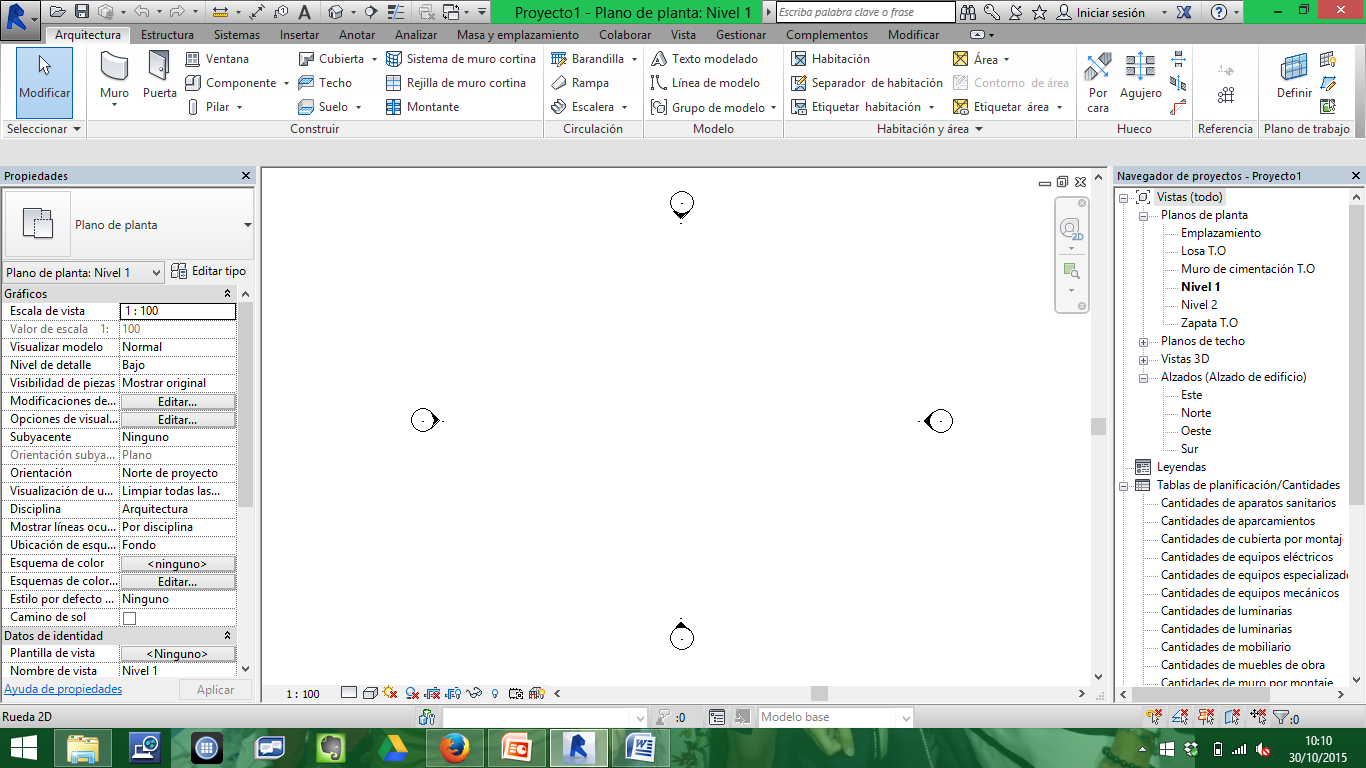 Proyecto1 - Plano de planta: Nivel 1
Escriba palabra clave o frase
Iniciar sesión
Arquitectura Estructura Sistemas Insertar Anotar Analizar Masa y emplazamiento Colaborar Vista Gestionar Complementos Modificar
Modificar
Muro
Puerta
Ventana
Componente
Pilar
Cubierta
Techo
Suelo
Sistema de muro cortina
Rejilla de muro cortina
Montante
Barandilla
Rampa
Escalera
Texto modelado
Línea de modelo
Grupo de modelo
Habitación
Separador de habitación
Etiquetar habitación
Área
Contorno de área
Etiquetar área
Por cara
Agujero
Definir
Seleccionar Construir Circulación Modelo Habitación y área Hueco Referencia Plano de trabajo
Propiedades
Plano de planta
Plano de planta: Nivel 1 Editar tipo
Gráficos
Escala de vista 1 : 100
Valor de escala 1: 100
Visualizar modelo Normal
Nivel de detalle Bajo
Visibilidad de piezas Mostrar original
Modificaciones de... Editar...
Opciones de visual... Editar...
Subyacente Ninguno
Orientación subya... Plano
Orientación Norte de proyecto
Visualización de u... Limpiar todas las...
Disciplina Arquitectura
Mostrar líneas ocu... Por disciplina
Ubicación de esqu... Fondo
Esquema de color <ninguno>
Esquemas de color... Editar...
Estilo por defecto ... Ninguno
Camino de sol
Datos de identidad
Plantilla de vista <Ninguno>
Nombre de vista Nivel 1
Ayuda de propiedades Aplicar
2D
1 : 100
Navegador de proyectos - Proyecto1
Vistas (todo)
Planos de planta
Emplazamiento
Losa T.O
Muro de cimentación T.O
Nivel 1
Nivel 2
Zapata T.O
Planos de techo
Vistas 3D
Alzados (Alzado de edificio)
Este
Norte
Oeste
Sur
Leyendas
Tablas de planificación/Cantidades
Cantidades de aparatos sanitarios
Cantidades de aparcamientos
Cantidades de cubierta por montaj
Cantidades de equipos eléctricos
Cantidades de equipos especializad
Cantidades de equipos mecánicos
Cantidades de luminarias
Cantidades de luminarias
Cantidades de mobiliario
Cantidades de muebles de obra
Cantidades de muro por montaje
Rueda 2D
:0
Modelo base
:0
10:10
30/10/2015